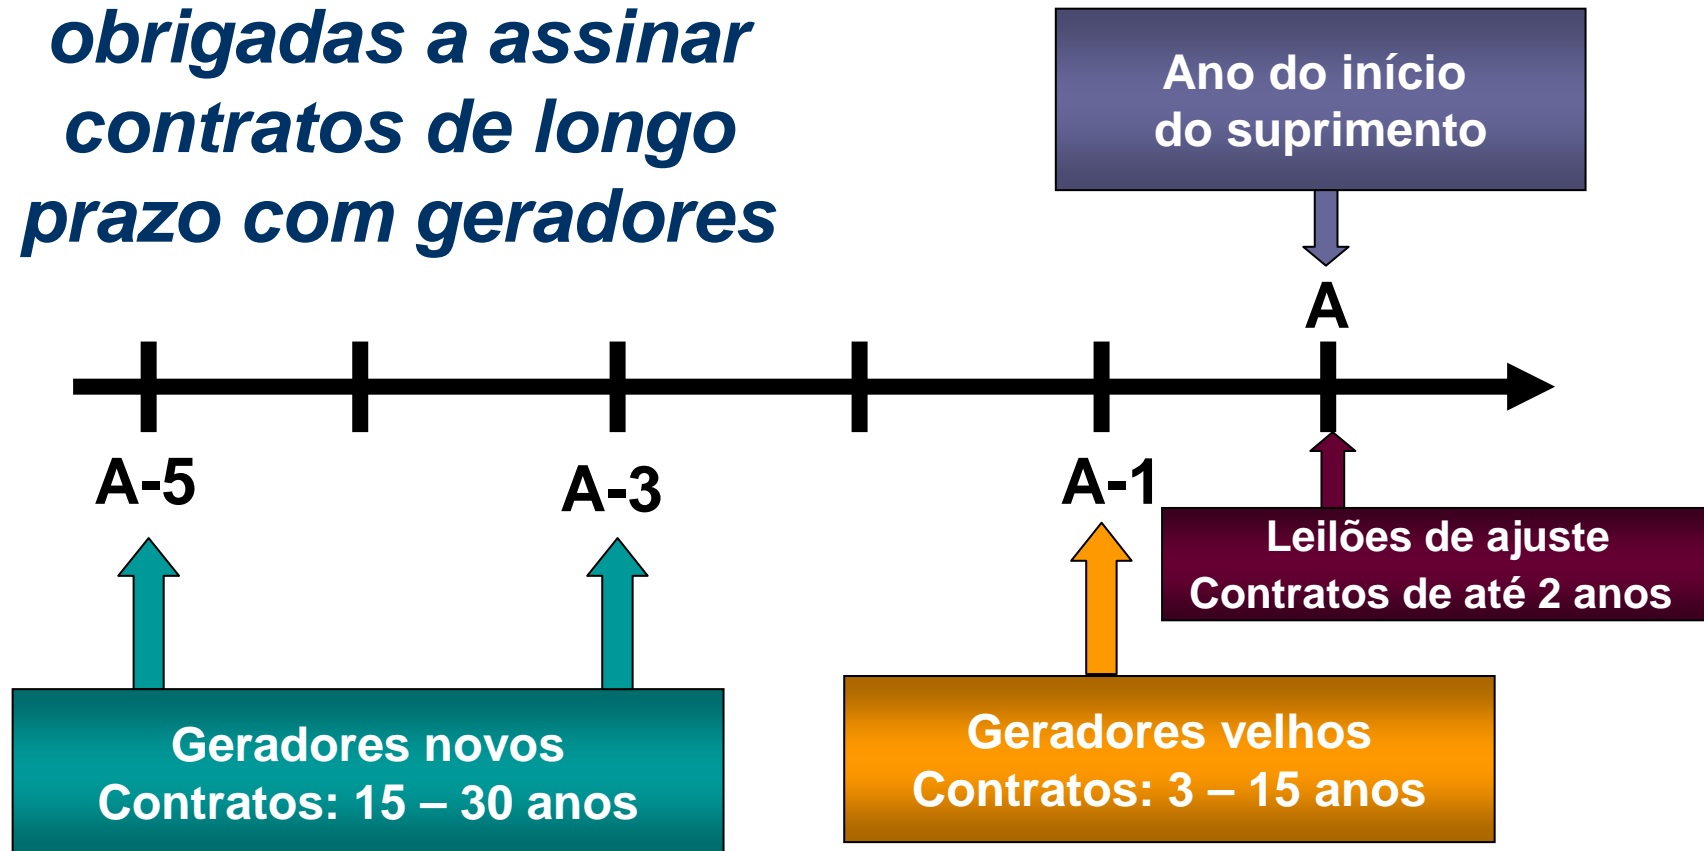 obrigadas a assinar
contratos de longo
prazo com geradores
Ano do início
do suprimento
A
A-5
A-3
A-1
Leilões de ajuste
Contratos de até 2 anos
Geradores novos
Contratos: 15 – 30 anos
Geradores velhos
Contratos: 3 – 15 anos